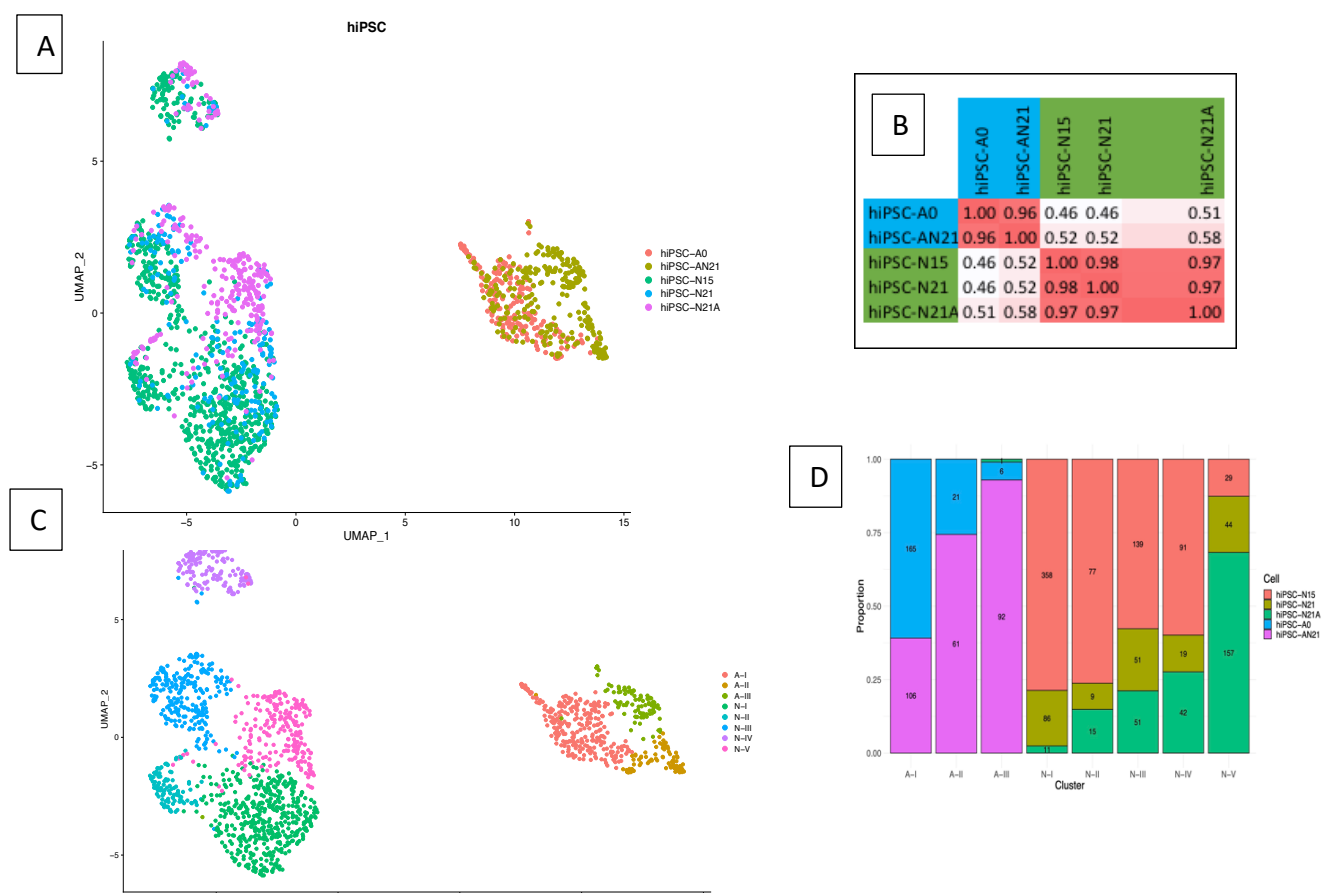 A
hiPSC
5
0
−5
UMAP_2
−5
0
5
10
15
UMAP_1
hiPSC−A0
hiPSC−AN21
hiPSC−N15
hiPSC−N21
hiPSC−N21A
B
hiPSC-A0
hiPSC-AN21
hiPSC-N15
hiPSC-N21
hiPSC-N21A
hiPSC-A0 1.00 0.96 0.46 0.46 0.51
hiPSC-AN21 0.96 1.00 0.52 0.52 0.58
hiPSC-N15 0.46 0.52 1.00 0.98 0.97
hiPSC-N21 0.46 0.52 0.98 1.00 0.97
hiPSC-N21A 0.51 0.58 0.97 0.97 1.00
C
5
0
−5
UMAP_2
A−I
A−II
A−III
N−I
N−II
N−III
N−IV
N−V
D
1.00
0.75
0.50
0.25
0.00
Proportion
165
106
21
61
1
6
92
358
86
11
77
9
15
139
51
51
91
19
42
29
44
157
A−I
A−II
A−III
N−I
N−II
N−III
N−IV
N−V
Cluster
Cell
hiPSC−N15
hiPSC−N21
hiPSC−N21A
hiPSC−A0
hiPSC−AN21